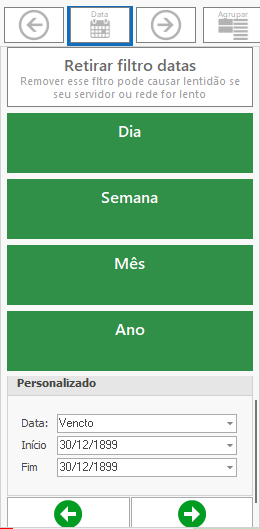 Data
Agrupar
Retirar filtro datas
Remover esse filtro pode causar lentidão se
seu servidor ou rede for lento
Dia
Semana
Mês
Ano
Personalizado
Data: Vencto
Início 30/12/1899
Fim 30/12/1899